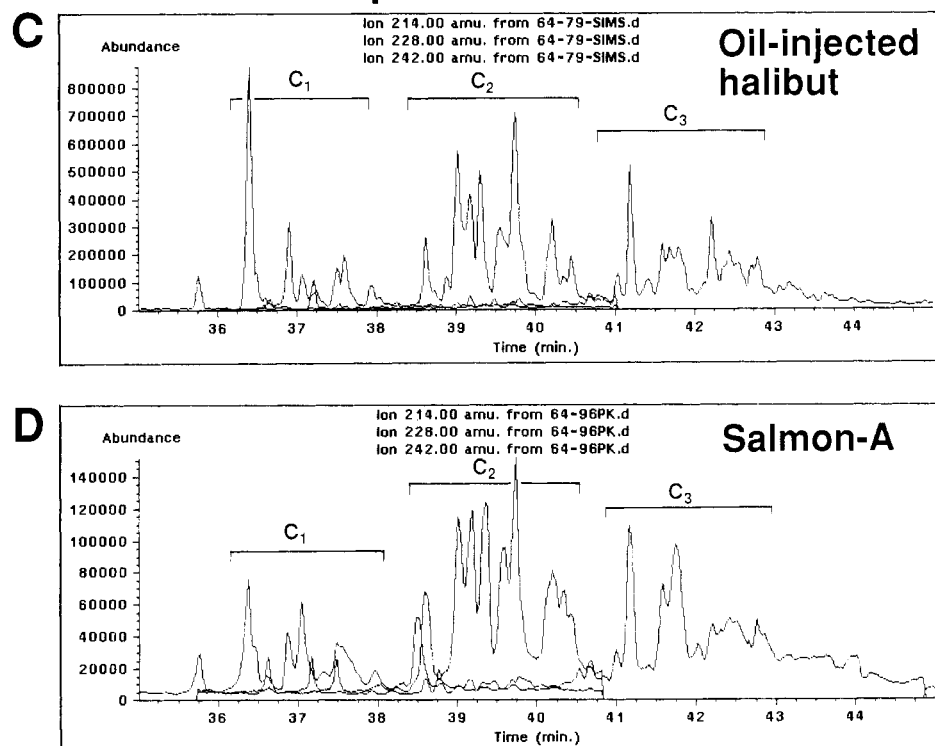 C
Ion 214.00 amu. from 64-79-SIMS.d
Ion 228.00 amu. from 64-79-SIMS.d
Ion 242.00 amu. from 64-79-SIMS.d
Abundance
Oil-injected
halibut
C1
C2
C3
800000
700000
600000
500000
400000
300000
200000
100000
0
36 37 38 39 40 41 42 43 44
Time (min.)
D
Ion 214.00 amu. from 64-96PK.d
Ion 228.00 amu. from 64-96PK.d
Ion 242.00 amu. from 64-96PK.d
Abundance
Salmon-A
C1
C2
C3
140000
120000
100000
80000
60000
40000
20000
0
36 37 38 39 40 41 42 43 44
Time (min.)